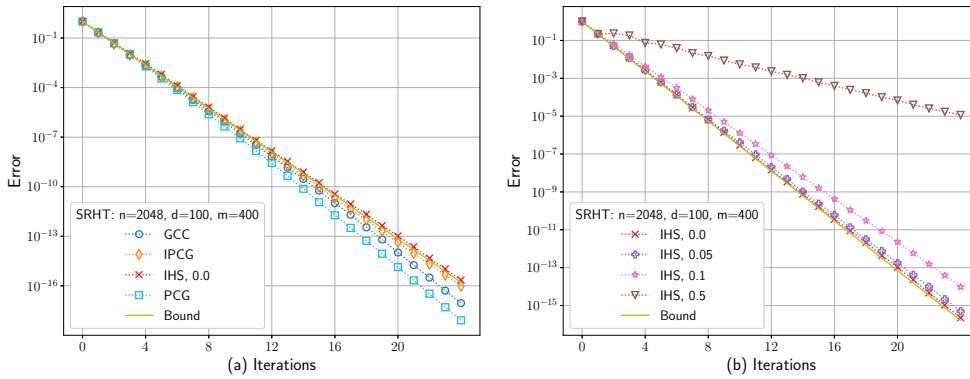 Error
10⁻¹
10⁻⁴
10⁻⁷
10⁻¹⁰
10⁻¹³
10⁻¹⁶
SRHT: n=2048, d=100, m=400
GCC
IPCG
IHS, 0.0
PCG
Bound
0 4 8 12 16 20
(a) Iterations
Error
10⁻¹
10⁻³
10⁻⁵
10⁻⁷
10⁻⁹
10⁻¹¹
10⁻¹³
10⁻¹⁵
SRHT: n=2048, d=100, m=400
IHS, 0.0
IHS, 0.05
IHS, 0.1
IHS, 0.5
Bound
0 4 8 12 16 20
(b) Iterations